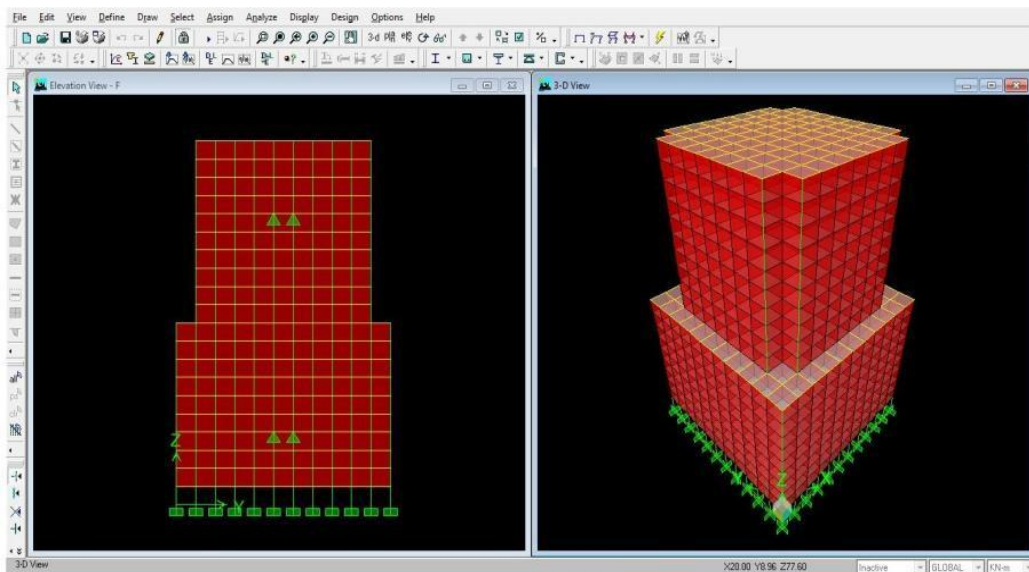 File Edit View Define Draw Select Assign Analyze Display Design Options Help
3-d
Elevation View - F
3-D View
Z
Y
Z
3-D View
X20.00 Y8.96 Z77.60
Inactive
GLOBAL
KN-m